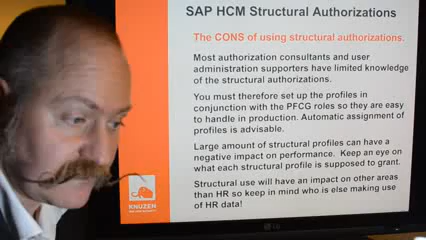 SAP HCM Structural Authorizations
The CONS of using structural authorizations.
Most authorization consultants and user
administration supporters have limited knowledge
of the structural authorizations.
You must therefore set up the profiles in
conjunction with the PFCG roles so they are easy
to handle in production. Automatic assignment of
profiles is advisable.
Large amount of structural profiles can have a
negative impact on performance. Keep an eye on
what each structural profile is supposed to grant.
Structural use will have an impact on other areas
than HR so keep in mind who else is making use
of HR data!
KNUZEN
LG